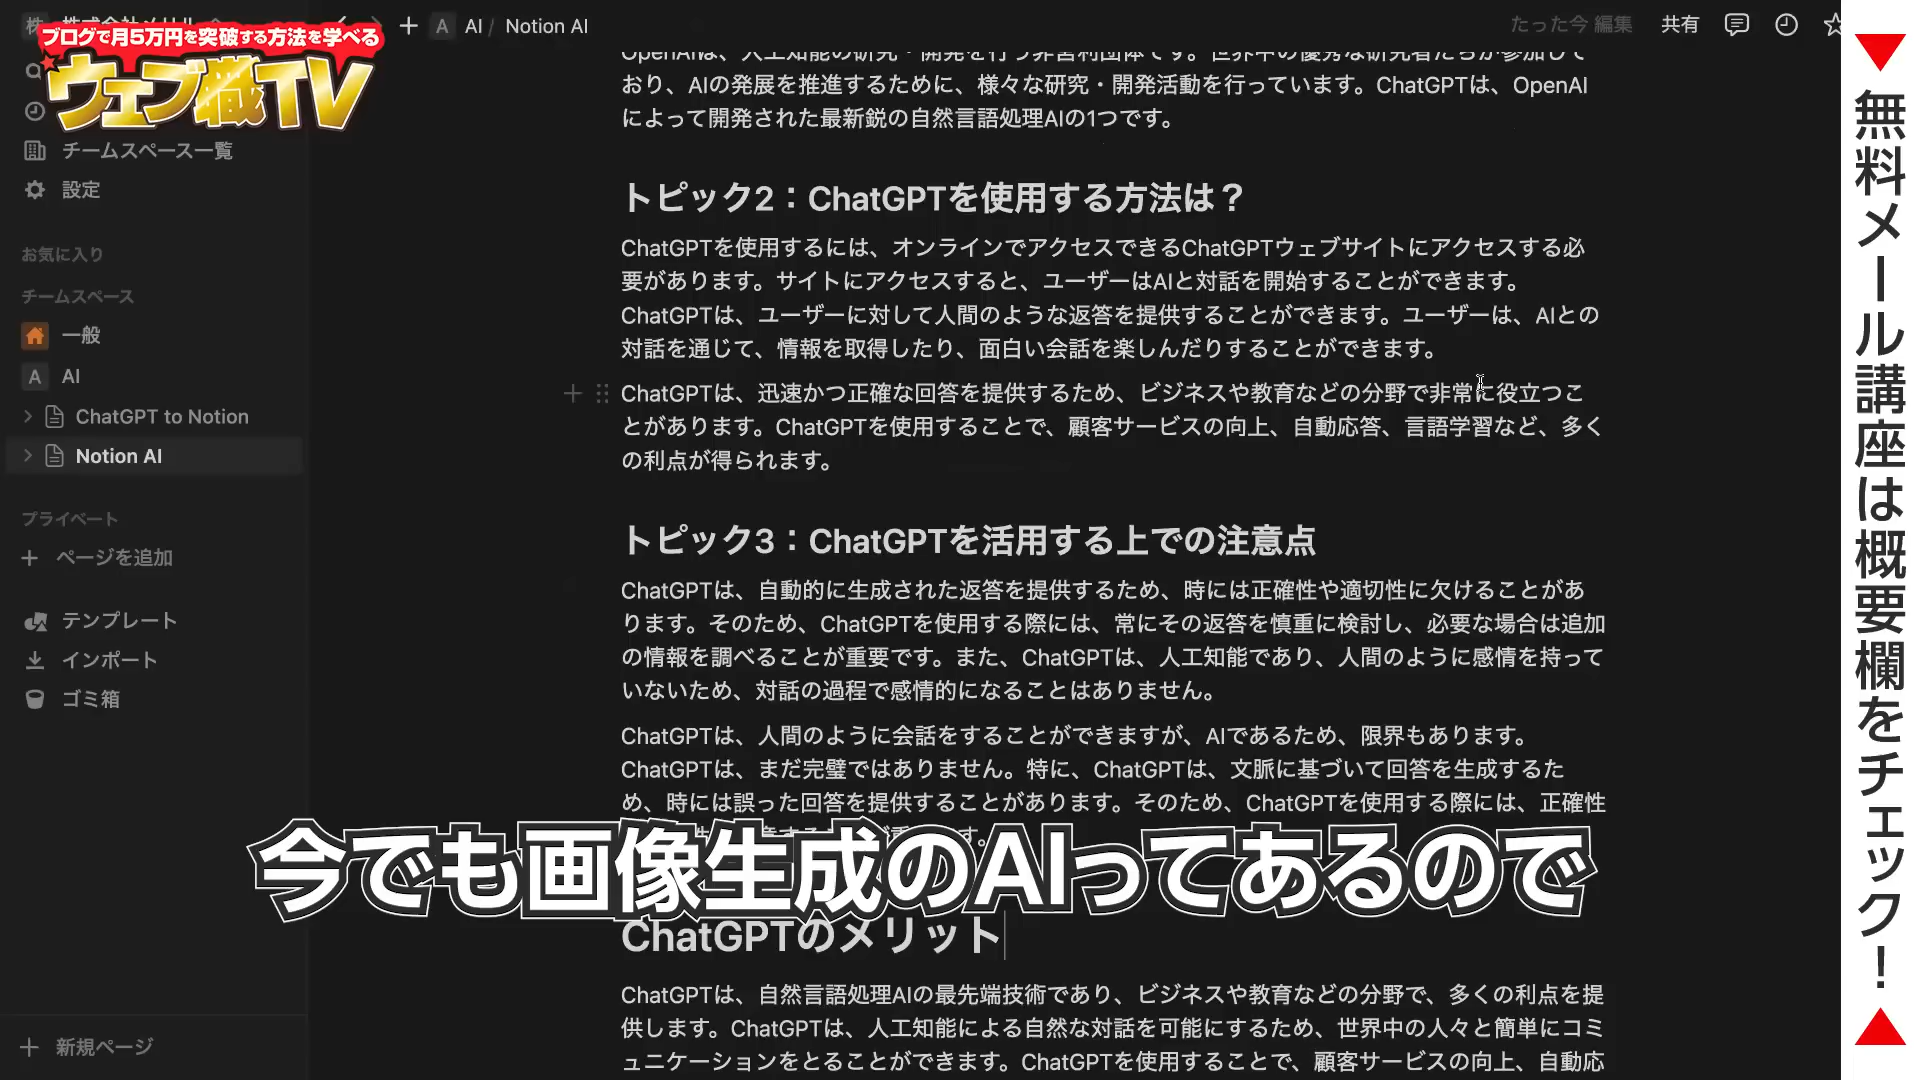 ブログで月5万円を突破する方法を学べる
ウェブ職TV
A AI / Notion AI
たった今 編集
共有
チームスペース一覧
設定
お気に入り
チームスペース
一般
A AI
ChatGPT to Notion
Notion AI
プライベート
ページを追加
テンプレート
インポート
ゴミ箱
新規ページ
OpenAIは、人工知能の研究・開発を行う非営利団体です。世界中の優秀な研究者たちが参加して
おり、AIの発展を推進するために、様々な研究・開発活動を行っています。ChatGPTは、OpenAI
によって開発された最新鋭の自然言語処理AIの1つです。
トピック2：ChatGPTを使用する方法は？
ChatGPTを使用するには、オンラインでアクセスできるChatGPTウェブサイトにアクセスする必
要があります。サイトにアクセスすると、ユーザーはAIと対話を開始することができます。
ChatGPTは、ユーザーに対して人間のような返答を提供することができます。ユーザーは、AIとの
対話を通じて、情報を取得したり、面白い会話を楽しんだりすることができます。
ChatGPTは、迅速かつ正確な回答を提供するため、ビジネスや教育などの分野で非常に役立つこ
とがあります。ChatGPTを使用することで、顧客サービスの向上、自動応答、言語学習など、多く
の利点が得られます。
トピック3：ChatGPTを活用する上での注意点
ChatGPTは、自動的に生成された返答を提供するため、時には正確性や適切性に欠けることがあ
ります。そのため、ChatGPTを使用する際には、常にその返答を慎重に検討し、必要な場合は追加
の情報を調べることが重要です。また、ChatGPTは、人工知能であり、人間のように感情を持って
いないため、対話の過程で感情的になることはありません。
ChatGPTは、人間のように会話をすることができますが、AIであるため、限界もあります。
ChatGPTは、まだ完璧ではありません。特に、ChatGPTは、文脈に基づいて回答を生成するた
め、時には誤った回答を提供することがあります。そのため、ChatGPTを使用する際には、正確性
今でも画像生成のAIってあるので
ChatGPTのメリット
ChatGPTは、自然言語処理AIの最先端技術であり、ビジネスや教育などの分野で、多くの利点を提
供します。ChatGPTは、人工知能による自然な対話を可能にするため、世界中の人々と簡単にコミ
ュニケーションをとることができます。ChatGPTを使用することで、顧客サービスの向上、自動応
無料メール講座は概要欄をチェック！